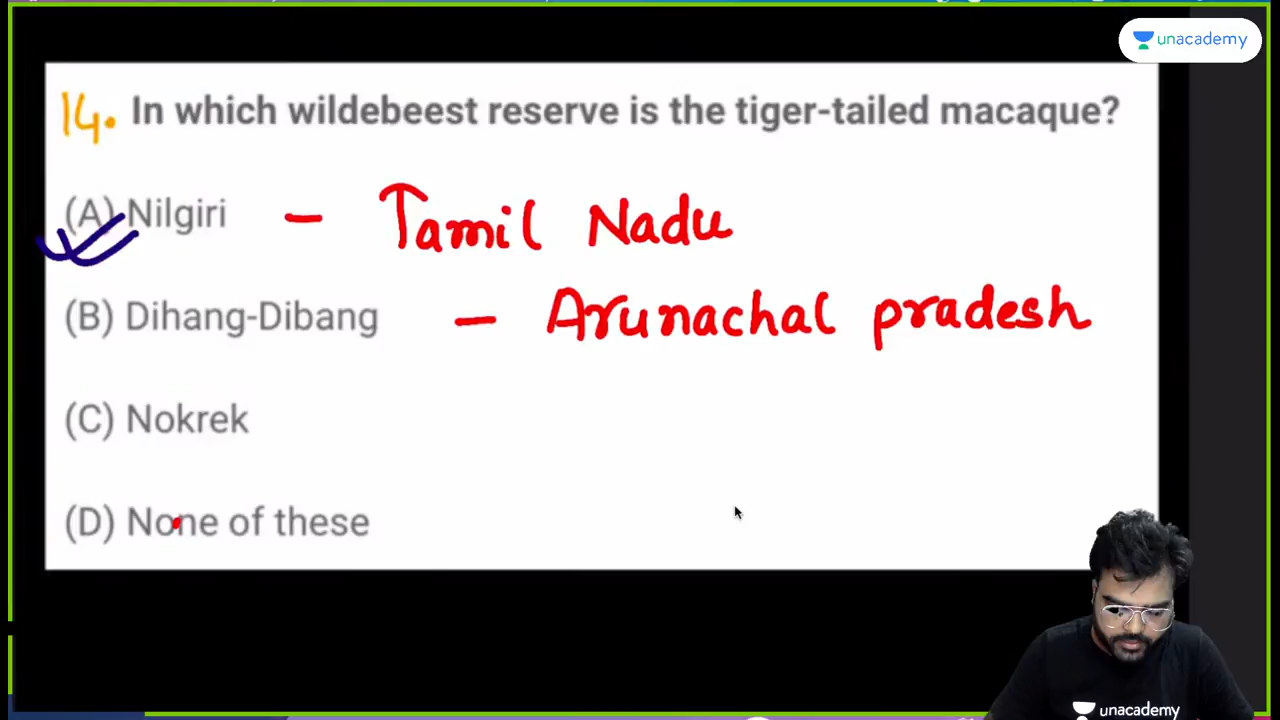 unacademy
14. In which wildebeest reserve is the tiger-tailed macaque?
(A) Nilgiri - Tamil Nadu
(B) Dihang-Dibang - Arunachal pradesh
(C) Nokrek
(D) None of these
unacademy